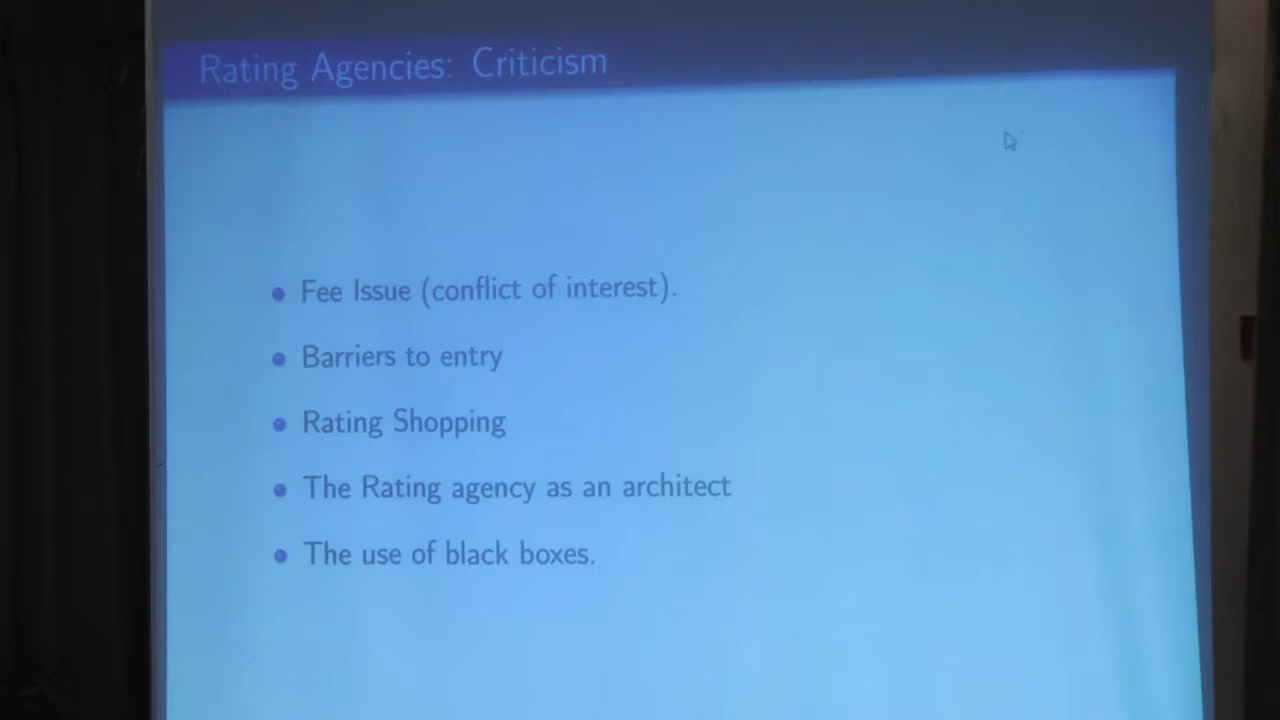 Rating Agencies: Criticism
Fee Issue (conflict of interest).
Barriers to entry
Rating Shopping
The Rating agency as an architect
The use of black boxes.